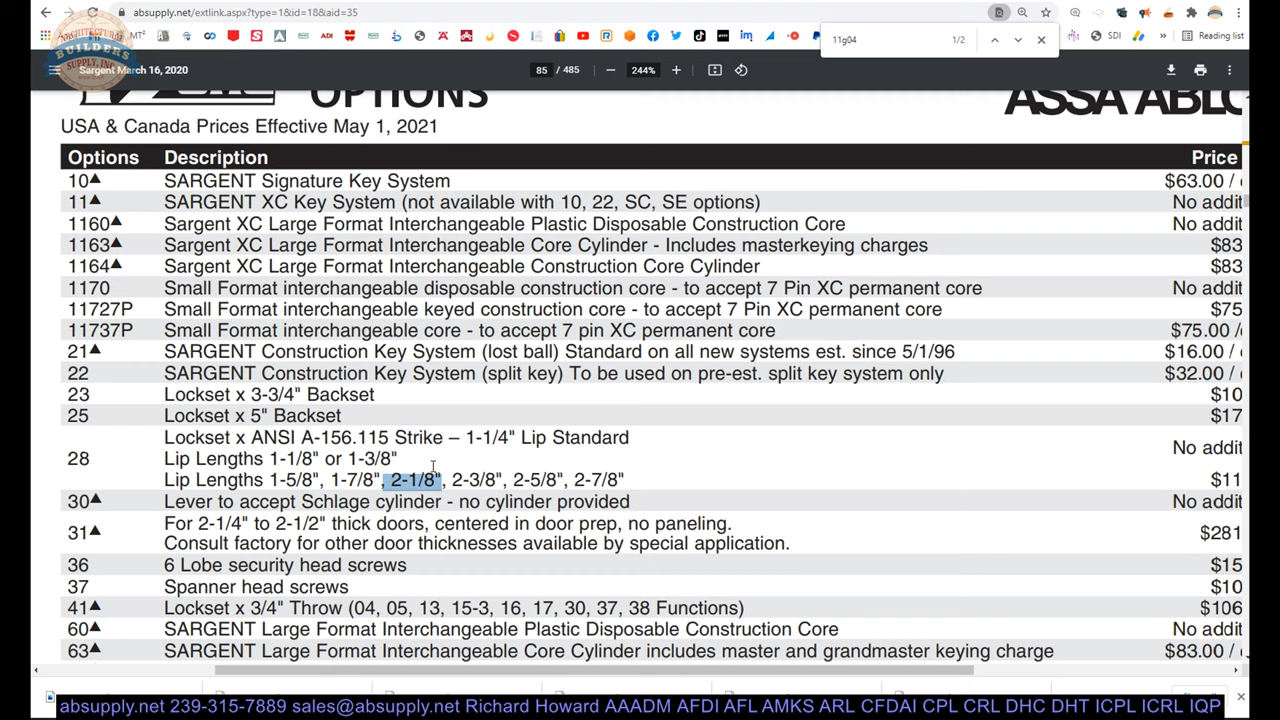 absupply.net/extlink.aspx?type=1&id=18&aid=35
11g04
1/2
SDI
Reading list
ARCHITECTURAL
BUILDERS
SUPPLY, INC
Sargent March 16, 2020
85 / 485
244%
OPTIONS
ASSA ABLO
USA & Canada Prices Effective May 1, 2021
Options Description Price
10▲ SARGENT Signature Key System $63.00 /
11▲ SARGENT XC Key System (not available with 10, 22, SC, SE options) No addit
1160▲ Sargent XC Large Format Interchangeable Plastic Disposable Construction Core No addit
1163▲ Sargent XC Large Format Interchangeable Core Cylinder - Includes masterkeying charges $83
1164▲ Sargent XC Large Format Interchangeable Construction Core Cylinder $83
1170 Small Format interchangeable disposable construction core - to accept 7 Pin XC permanent core No addit
11727P Small Format interchangeable keyed construction core - to accept 7 Pin XC permanent core $75
11737P Small Format interchangeable core - to accept 7 pin XC permanent core $75.00 /
21▲ SARGENT Construction Key System (lost ball) Standard on all new systems est. since 5/1/96 $16.00 /
22 SARGENT Construction Key System (split key) To be used on pre-est. split key system only $32.00 /
23 Lockset x 3-3/4" Backset $10
25 Lockset x 5" Backset $17
Lockset x ANSI A-156.115 Strike – 1-1/4" Lip Standard
28 Lip Lengths 1-1/8" or 1-3/8" No addit
Lip Lengths 1-5/8", 1-7/8", 2-1/8", 2-3/8", 2-5/8", 2-7/8" $11
30▲ Lever to accept Schlage cylinder - no cylinder provided No addit
31▲ For 2-1/4" to 2-1/2" thick doors, centered in door prep, no paneling. $281
Consult factory for other door thicknesses available by special application.
36 6 Lobe security head screws $15
37 Spanner head screws $10
41▲ Lockset x 3/4" Throw (04, 05, 13, 15-3, 16, 17, 30, 37, 38 Functions) $106
60▲ SARGENT Large Format Interchangeable Plastic Disposable Construction Core No addit
63▲ SARGENT Large Format Interchangeable Core Cylinder includes master and grandmaster keying charge $83.00 /
absupply.net 239-315-7889 sales@absupply.net Richard Howard AAADM AFDI AFL AMKS ARL CFDAI CPL CRL DHC DHT ICPL ICRL IQP